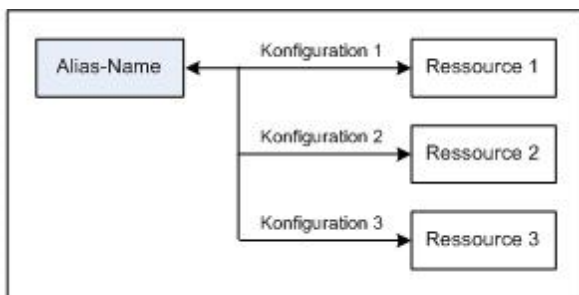 Alias-Name
Konfiguration 1
Ressource 1
Konfiguration 2
Ressource 2
Konfiguration 3
Ressource 3